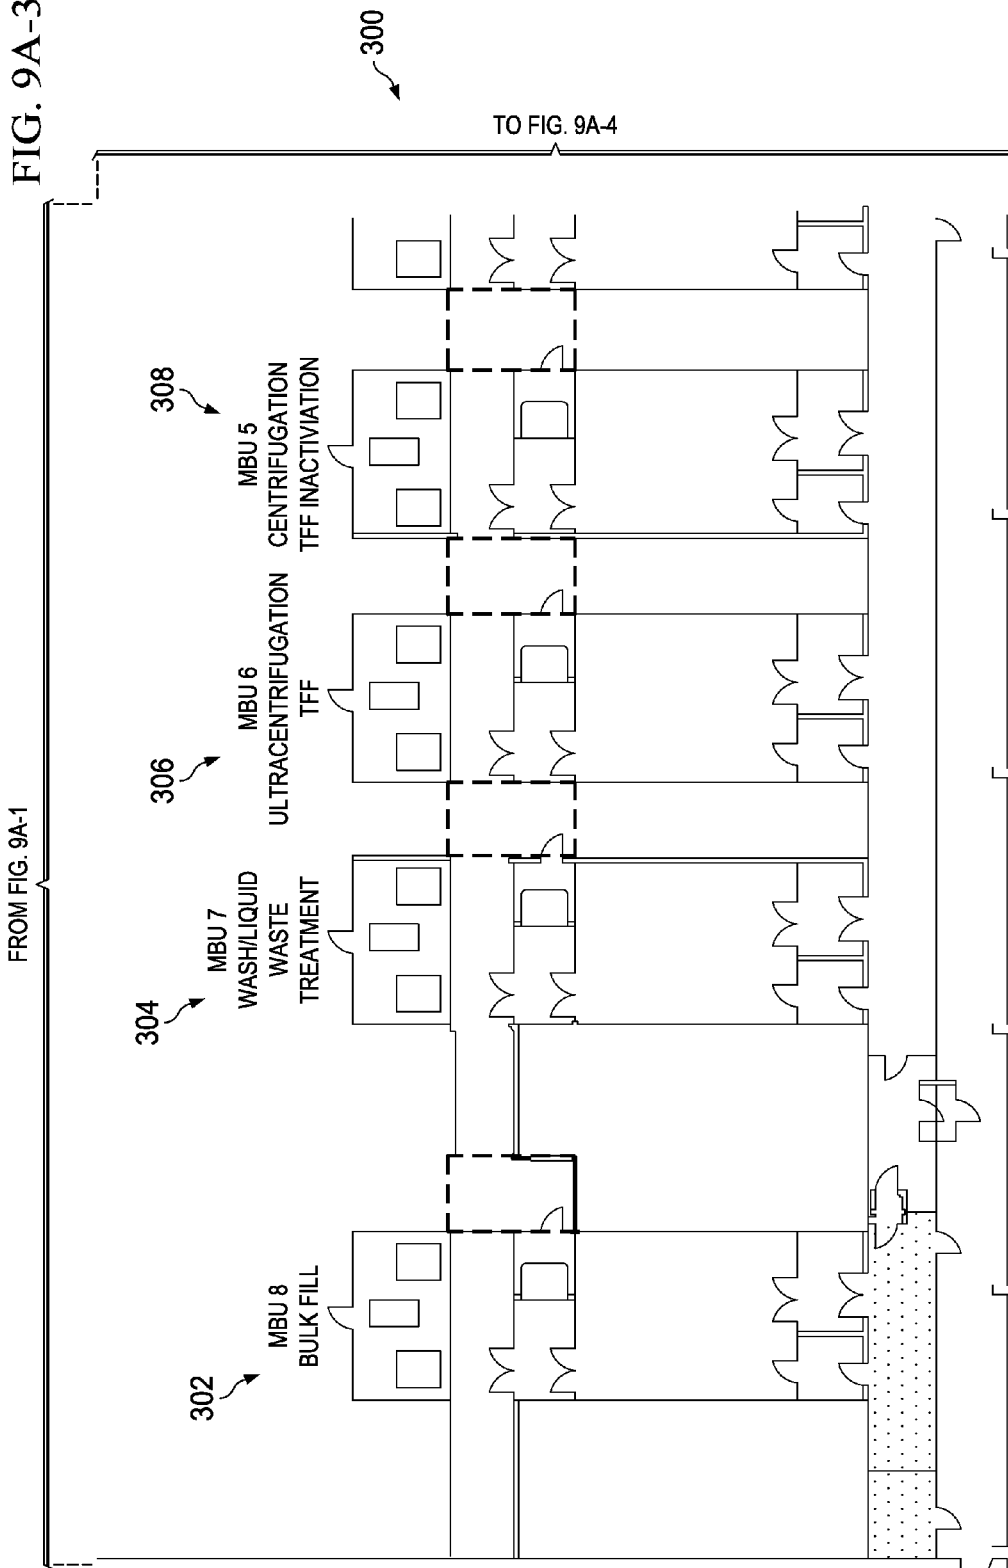 FIG. 9A-3
300
TO FIG. 9A-4
FROM FIG. 9A-1
308
MBU 5
CENTRIFUGATION
TFF INACTIVIATION
306
MBU 6
ULTRACENTRIFUGATION
TFF
304
MBU 7
WASH/LIQUID
WASTE
TREATMENT
302
MBU 8
BULK FILL